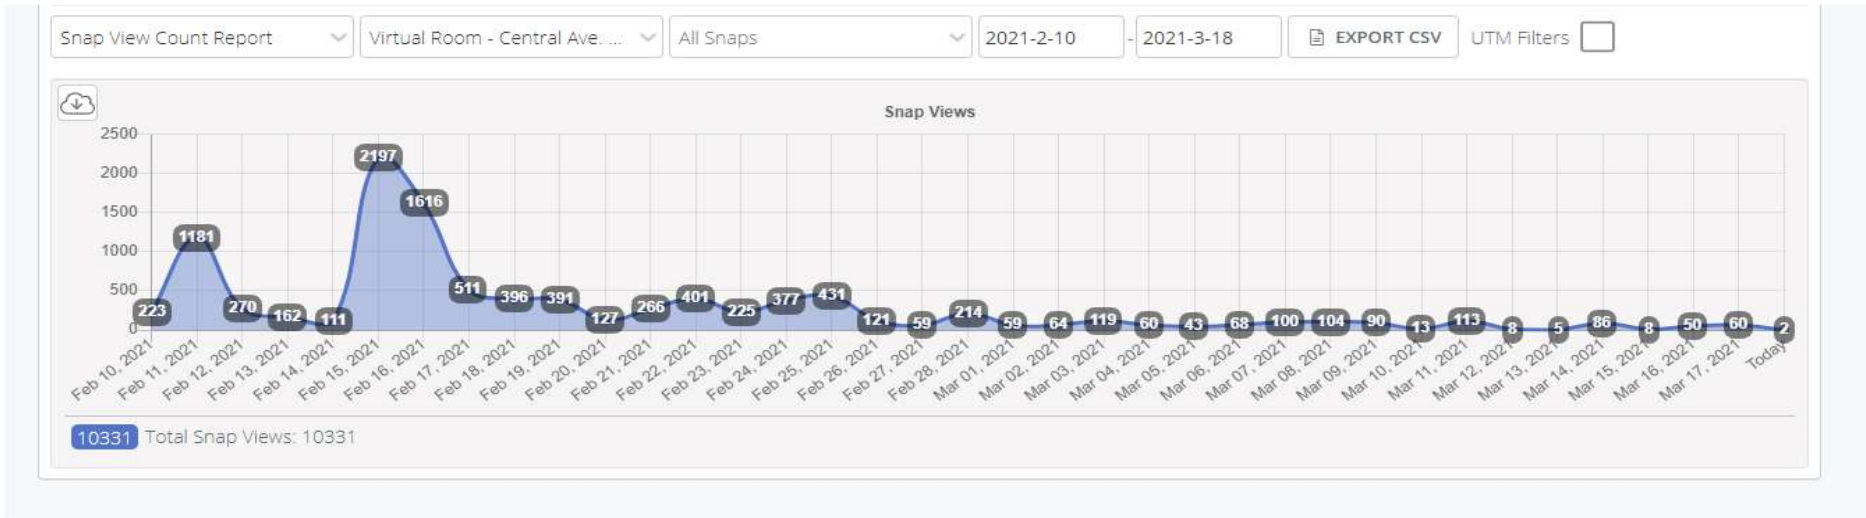 Snap View Count Report Virtual Room - Central Ave. ... All Snaps 2021-2-10 - 2021-3-18 EXPORT CSV UTM Filters
Snap Views
2500
2000
1500
1000
500
0
223 1181 270 162 111 2197 1616 511 396 391 127 266 401 225 377 431 121 59 214 59 64 119 60 43 68 100 104 90 13 113 8 5 86 8 50 60 2
Feb 10, 2021 Feb 11, 2021 Feb 12, 2021 Feb 13, 2021 Feb 14, 2021 Feb 15, 2021 Feb 16, 2021 Feb 17, 2021 Feb 18, 2021 Feb 19, 2021 Feb 20, 2021 Feb 21, 2021 Feb 22, 2021 Feb 23, 2021 Feb 24, 2021 Feb 25, 2021 Feb 26, 2021 Feb 27, 2021 Feb 28, 2021 Mar 01, 2021 Mar 02, 2021 Mar 03, 2021 Mar 04, 2021 Mar 05, 2021 Mar 06, 2021 Mar 07, 2021 Mar 08, 2021 Mar 09, 2021 Mar 10, 2021 Mar 11, 2021 Mar 12, 2021 Mar 13, 2021 Mar 14, 2021 Mar 15, 2021 Mar 16, 2021 Mar 17, 2021 Today
10331 Total Snap Views: 10331